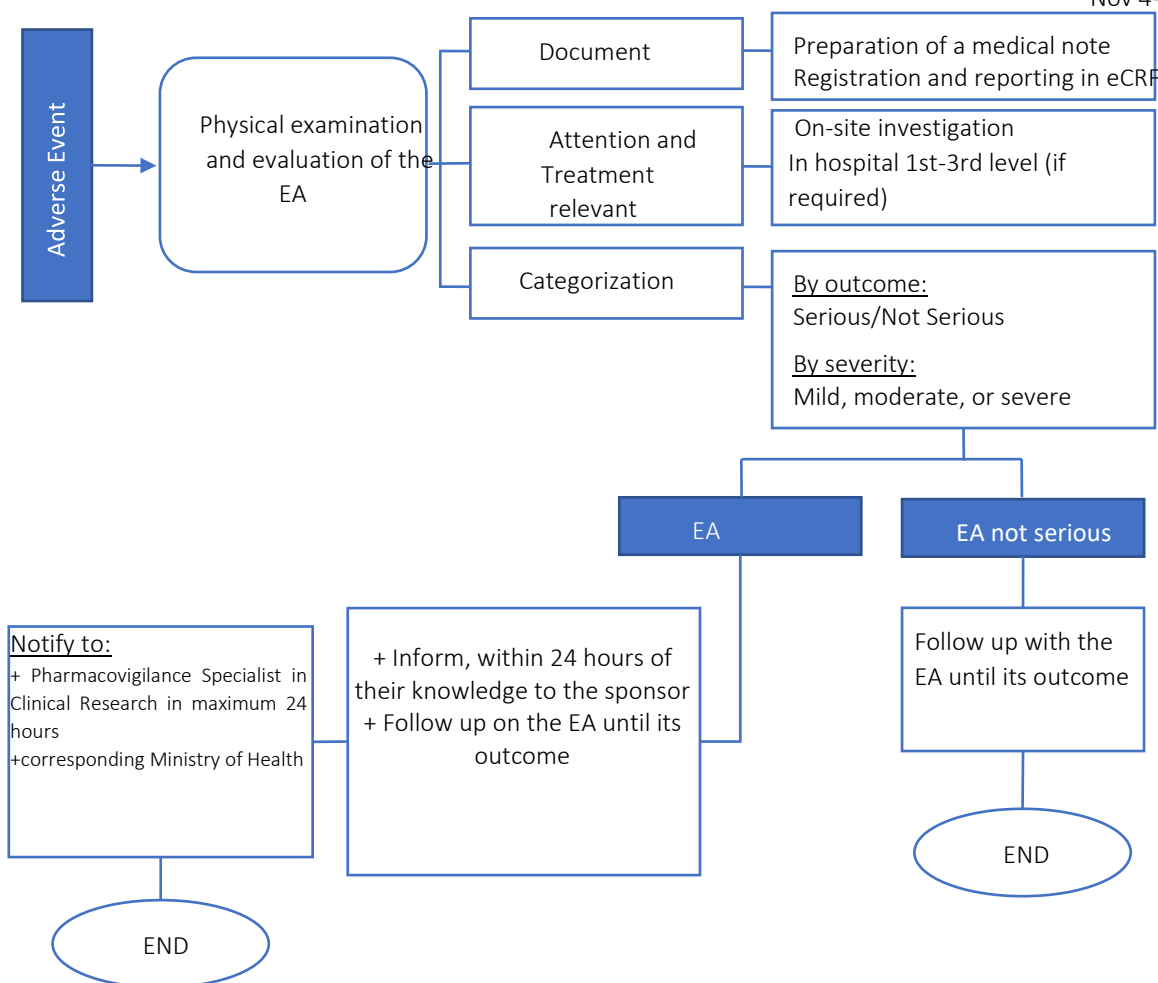 Nov 4-
Adverse Event
Physical examination
and evaluation of the
EA
Document
Preparation of a medical note
Registration and reporting in eCRF
Attention and
Treatment
relevant
On-site investigation
In hospital 1st-3rd level (if
required)
Categorization
By outcome:
Serious/Not Serious
By severity:
Mild, moderate, or severe
EA
EA not serious
Notify to:
+ Pharmacovigilance Specialist in
Clinical Research in maximum 24
hours
+corresponding Ministry of Health
+ Inform, within 24 hours of
their knowledge to the sponsor
+ Follow up on the EA until its
outcome
Follow up with the
EA until its outcome
END
END